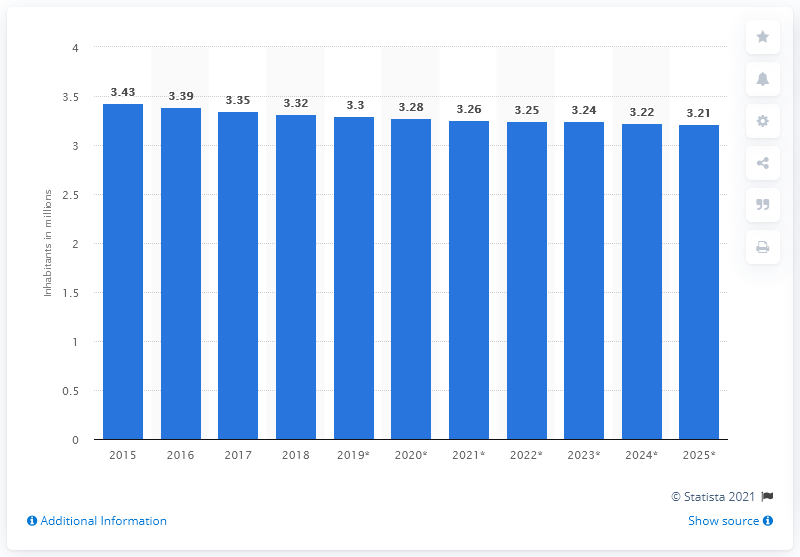 4
3.5
3
2.5
2
1.5
1
0.5
0
Inhabitants in millions
3.43 3.39 3.35 3.32 3.3 3.28 3.26 3.25 3.24 3.22 3.21
2015 2016 2017 2018 2019* 2020* 2021* 2022* 2023* 2024* 2025*
© Statista 2021
Additional Information
Show source